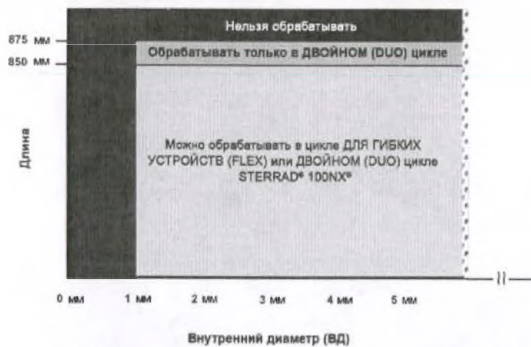 Нельзя обрабатывать
875 мм
Обрабатывать только в ДВОЙНОМ (DUO) цикле
850 мм
Длина
Можно обрабатывать в цикле ДЛЯ ГИБКИХ
УСТРОЙСТВ (FLEX) или ДВОЙНОМ (DUO) цикле
STERRAD® 100NX®
0 мм 1 мм 2 мм 3 мм 4 мм 5 мм
Внутренний диаметр (ВД)